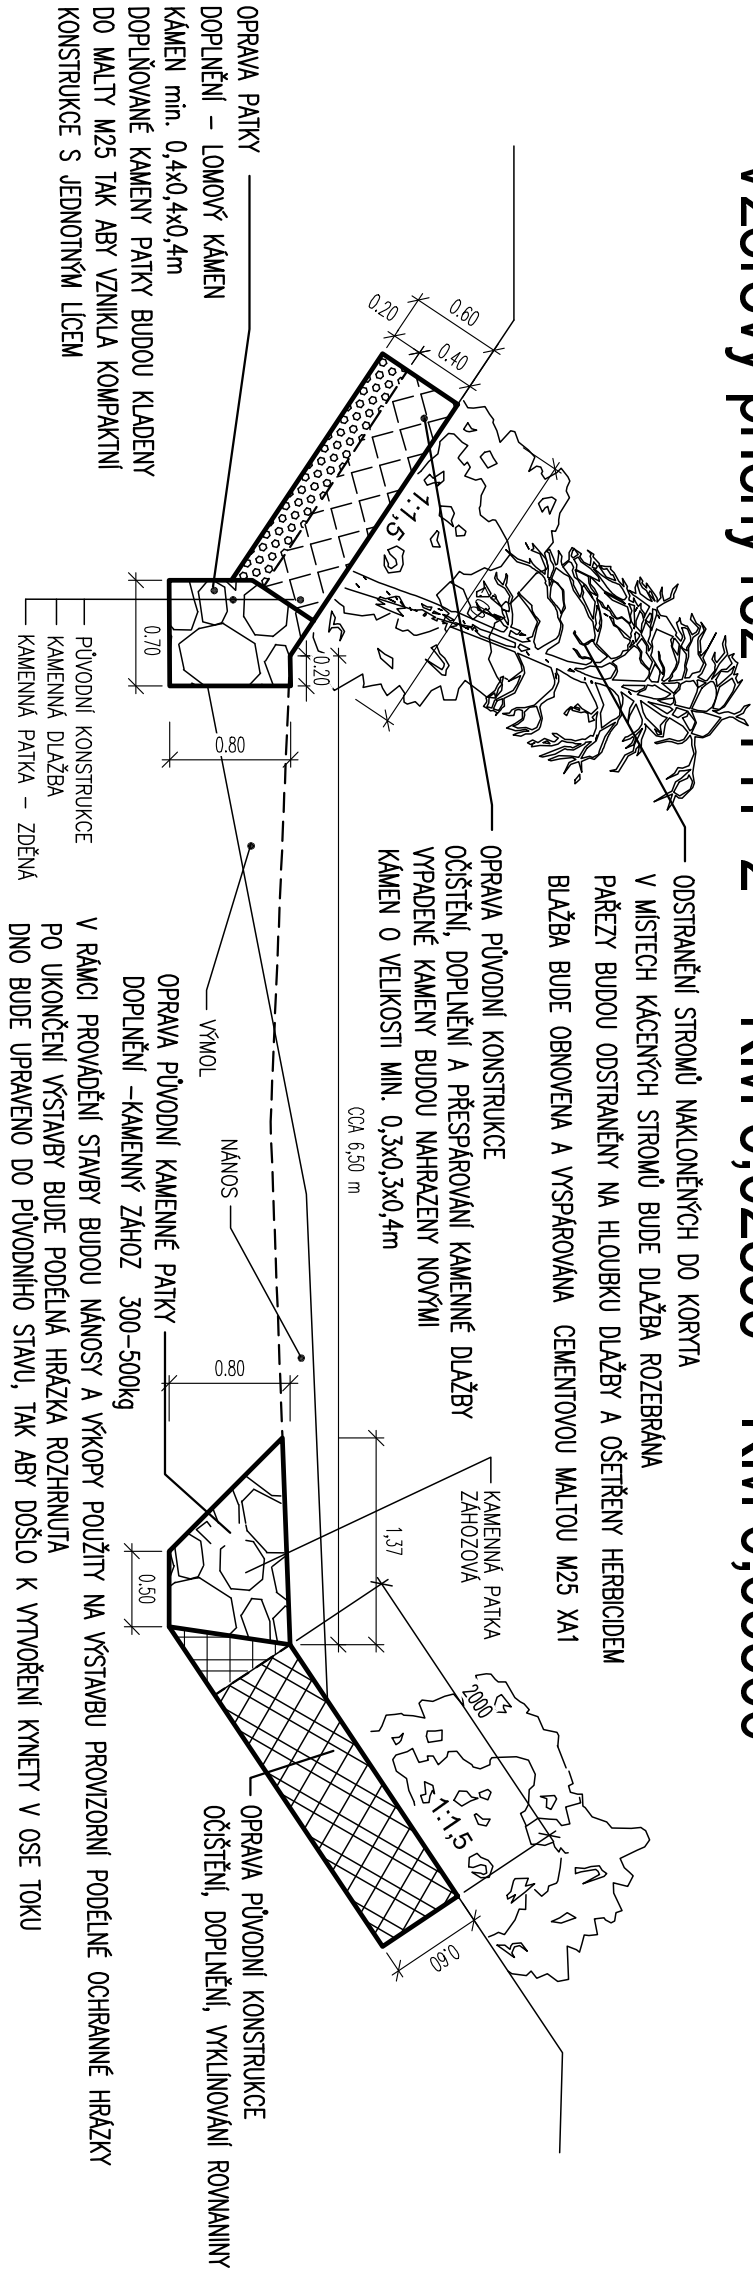 Vzorový příčný řez
ODSTRANĚNÍ STROMŮ NAKLONĚNÝCH DO KORYTA
V MÍSTECH KÁCENÝCH STROMŮ BUDE DLAŽBA ROZEBRÁNA
PAŘEZY BUDOU ODSTRANĚNY NA HLOUBKU DLAŽBY A OŠETŘENY HERBICIDEM
BLAŽBA BUDE OBNOVENA A VYSPÁROVÁNA CEMENTOVOU MALTOU M25 XA1
OPRAVA PŮVODNÍ KONSTRUKCE
OČIŠTĚNÍ, DOPLNĚNÍ A PŘESPÁROVÁNÍ KAMENNÉ DLAŽBY
VYPADENÉ KAMENY BUDOU NAHRAZENY NOVÝMI
KÁMEN O VELIKOSTI MIN. 0,3x0,3x0,4m
0.60
0.40
0.20
1:1,5
0.20
CCA 6,50 m
KAMENNÁ PATKA
ZÁHOZOVÁ
1,37
2000
1:1,5
0.60
OPRAVA PATKY
DOPLNĚNÍ - LOMOVÝ KÁMEN
KÁMEN min. 0,4x0,4x0,4m
DOPLŇOVANÉ KAMENY PATKY BUDOU KLADENY
DO MALTY M25 TAK ABY VZNIKLA KOMPAKTNÍ
KONSTRUKCE S JEDNOTNÝM LÍCEM
0.70
0.80
VÝMOL
NÁNOS
0.80
0.50
PŮVODNÍ KONSTRUKCE
KAMENNÁ DLAŽBA
KAMENNÁ PATKA - ZDĚNÁ
OPRAVA PŮVODNÍ KAMENNÉ PATKY
DOPLNĚNÍ -KAMENNÝ ZÁHOZ 300-500kg
OPRAVA PŮVODNÍ KONSTRUKCE
OČIŠTĚNÍ, DOPLNĚNÍ, VYKLÍNOVÁNÍ ROVNANINY
V RÁMCI PROVÁDĚNÍ STAVBY BUDOU NÁNOSY A VÝKOPY POUŽITY NA VÝSTAVBU PROVIZORNÍ PODÉLNÉ OCHRANNÉ HRÁZKY
PO UKONČENÍ VÝSTAVBY BUDE PODÉLNÁ HRÁZKA ROZHRNUTA
DNO BUDE UPRAVENO DO PŮVODNÍHO STAVU, TAK ABY DOŠLO K VYTVOŘENÍ KYNETY V OSE TOKU